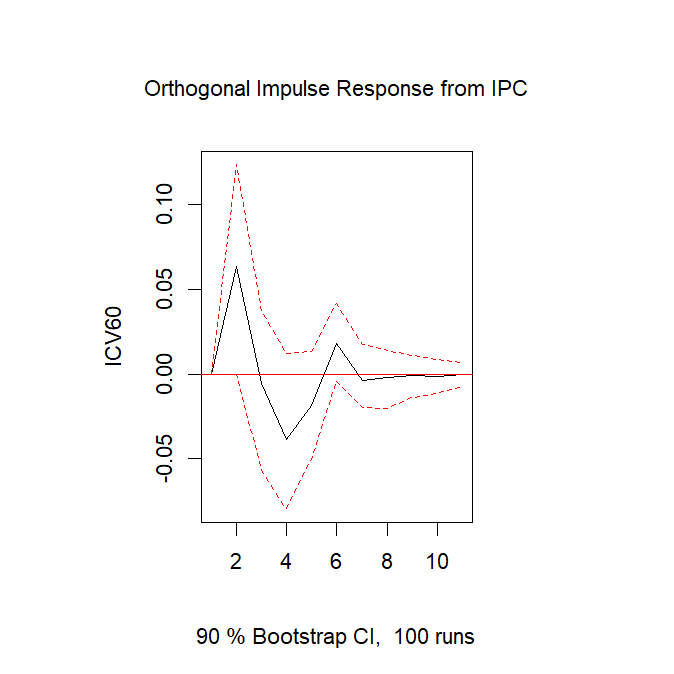 Orthogonal Impulse Response from IPC
ICV60
0.10
0.05
0.00
-0.05
2 4 6 8 10
90 % Bootstrap CI,  100 runs